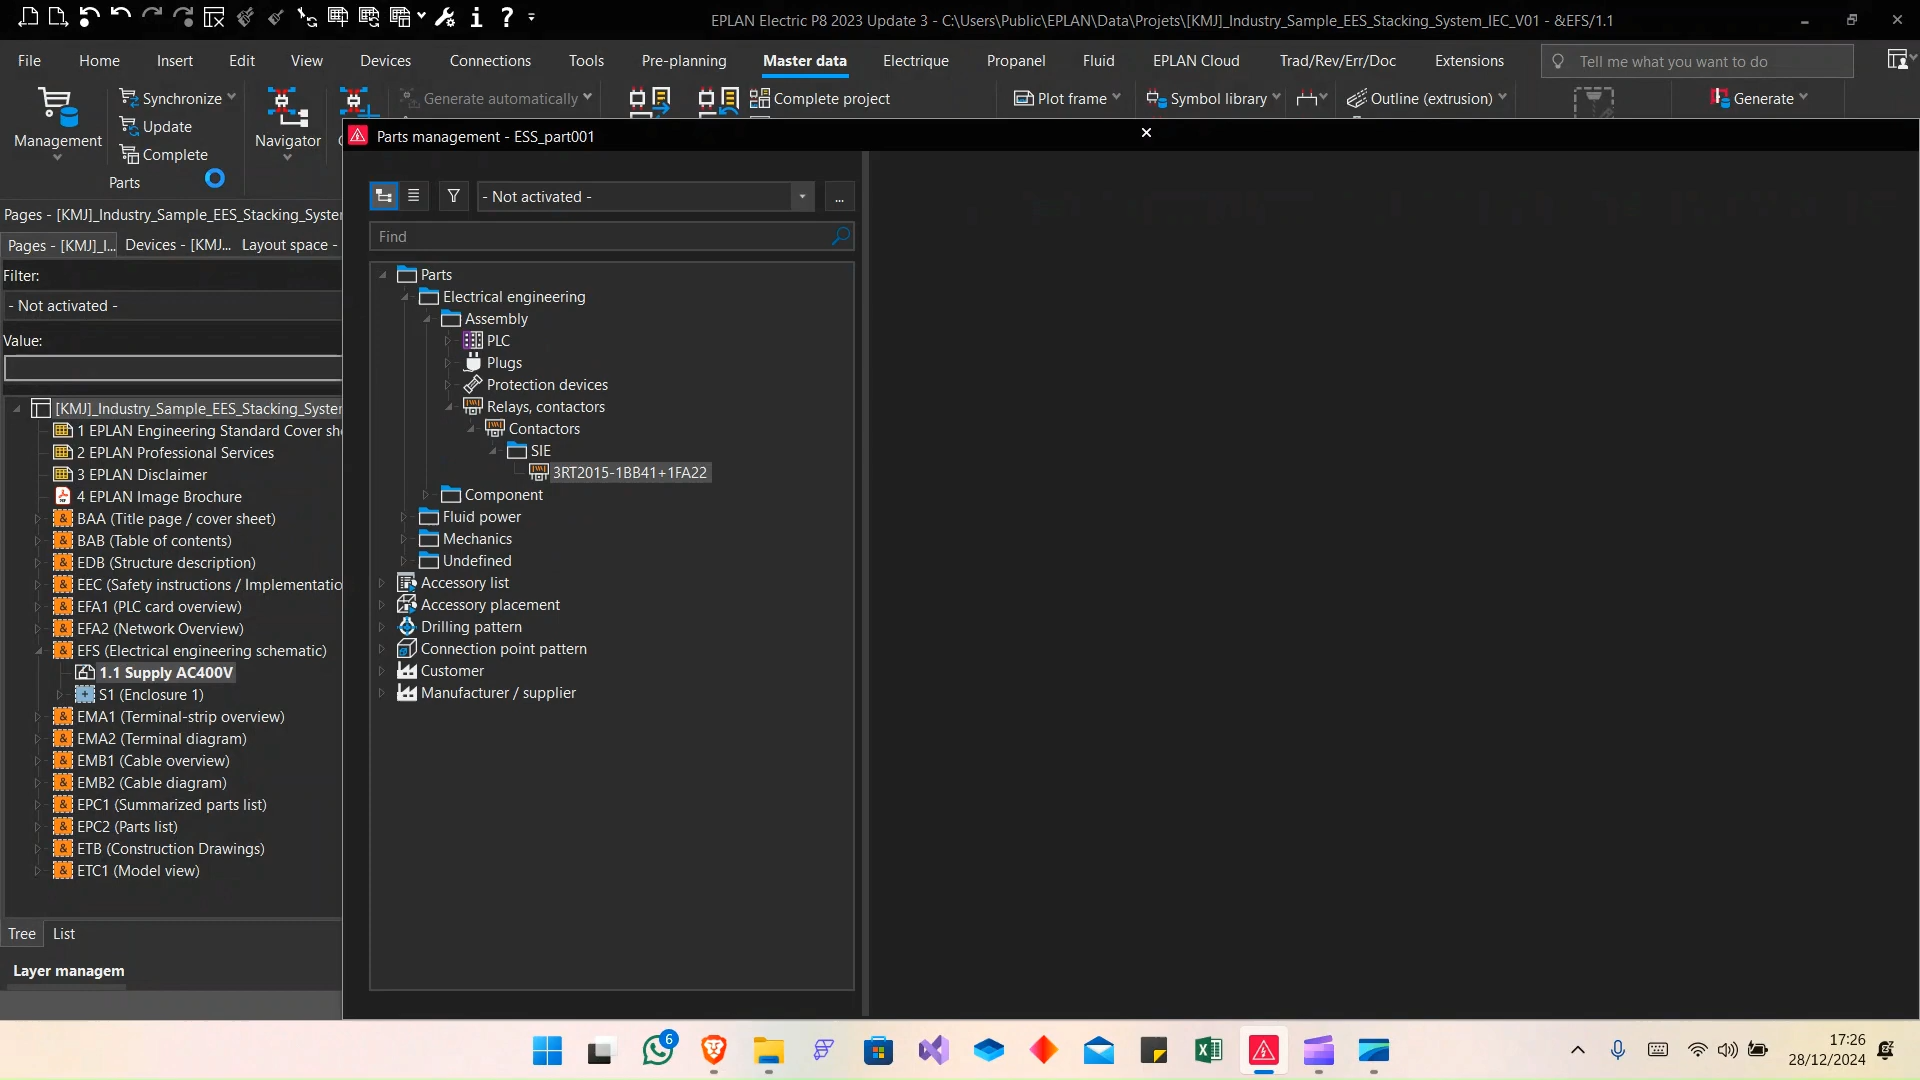 EPLAN Electric P8 2023 Update 3 - C:\Users\Public\EPLAN\Data\Projets\[KMJ]_Industry_Sample_EES_Stacking_System_IEC_V01 - &EFS/1.1
File Home Insert Edit View Devices Connections Tools Pre-planning Master data Electrique Propanel Fluid EPLAN Cloud Trad/Rev/Err/Doc Extensions Tell me what you want to do
Management Synchronize Navigator Generate automatically Complete project Plot frame Symbol library Outline (extrusion) Generate
Update
Complete
Parts
Parts management - ESS_part001
- Not activated - ...
Find
Parts
Electrical engineering
Assembly
PLC
Plugs
Protection devices
Relays, contactors
Contactors
SIE
3RT2015-1BB41+1FA22
Component
Fluid power
Mechanics
Undefined
Accessory list
Accessory placement
Drilling pattern
Connection point pattern
Customer
Manufacturer / supplier
Pages - [KMJ]_Industry_Sample_EES_Stacking_System
Pages - [KMJ]_I... Devices - [KMJ... Layout space -
Filter:
- Not activated -
Value:
[KMJ]_Industry_Sample_EES_Stacking_System
1 EPLAN Engineering Standard Cover she
2 EPLAN Professional Services
3 EPLAN Disclaimer
4 EPLAN Image Brochure
BAA (Title page / cover sheet)
BAB (Table of contents)
EDB (Structure description)
EEC (Safety instructions / Implementatio
EFA1 (PLC card overview)
EFA2 (Network Overview)
EFS (Electrical engineering schematic)
1.1 Supply AC400V
S1 (Enclosure 1)
EMA1 (Terminal-strip overview)
EMA2 (Terminal diagram)
EMB1 (Cable overview)
EMB2 (Cable diagram)
EPC1 (Summarized parts list)
EPC2 (Parts list)
ETB (Construction Drawings)
ETC1 (Model view)
Tree List
Layer managem
6
17:26
28/12/2024